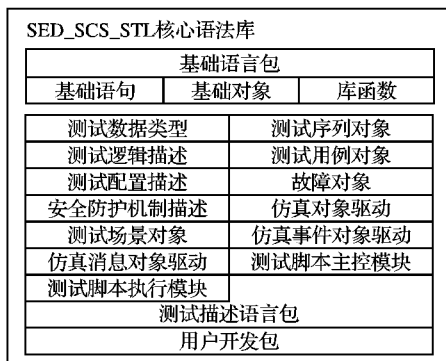 SED_SCS_STL核心语法库
基础语言包
基础语句 基础对象 库函数
测试数据类型 测试序列对象
测试逻辑描述 测试用例对象
测试配置描述 故障对象
安全防护机制描述 仿真对象驱动
测试场景对象 仿真事件对象驱动
仿真消息对象驱动 测试脚本主控模块
测试脚本执行模块
测试描述语言包
用户开发包